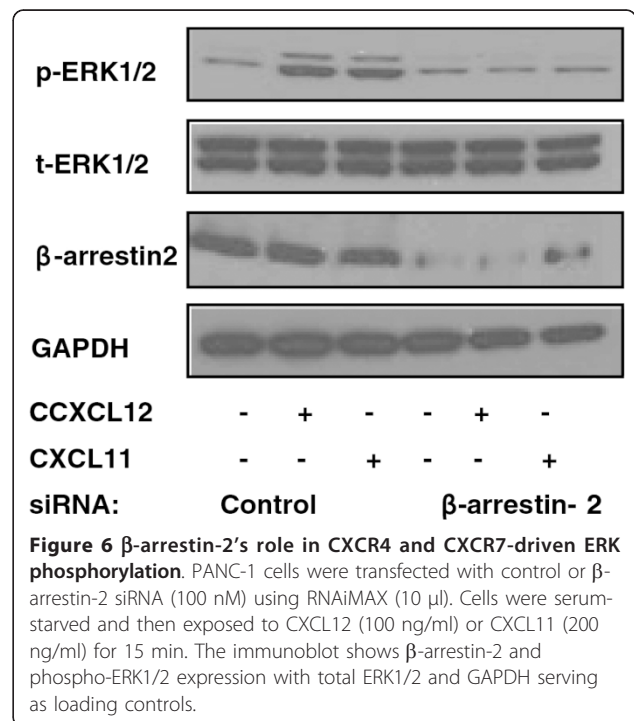 p-ERK1/2
t-ERK1/2
β-arrestin2
GAPDH
CCXCL12 - + - - + -
CXCL11 - - + - - +
siRNA: Control β-arrestin- 2
Figure 6 β-arrestin-2's role in CXCR4 and CXCR7-driven ERK
phosphorylation. PANC-1 cells were transfected with control or β-
arrestin-2 siRNA (100 nM) using RNAiMAX (10 μl). Cells were serum-
starved and then exposed to CXCL12 (100 ng/ml) or CXCL11 (200
ng/ml) for 15 min. The immunoblot shows β-arrestin-2 and
phospho-ERK1/2 expression with total ERK1/2 and GAPDH serving
as loading controls.